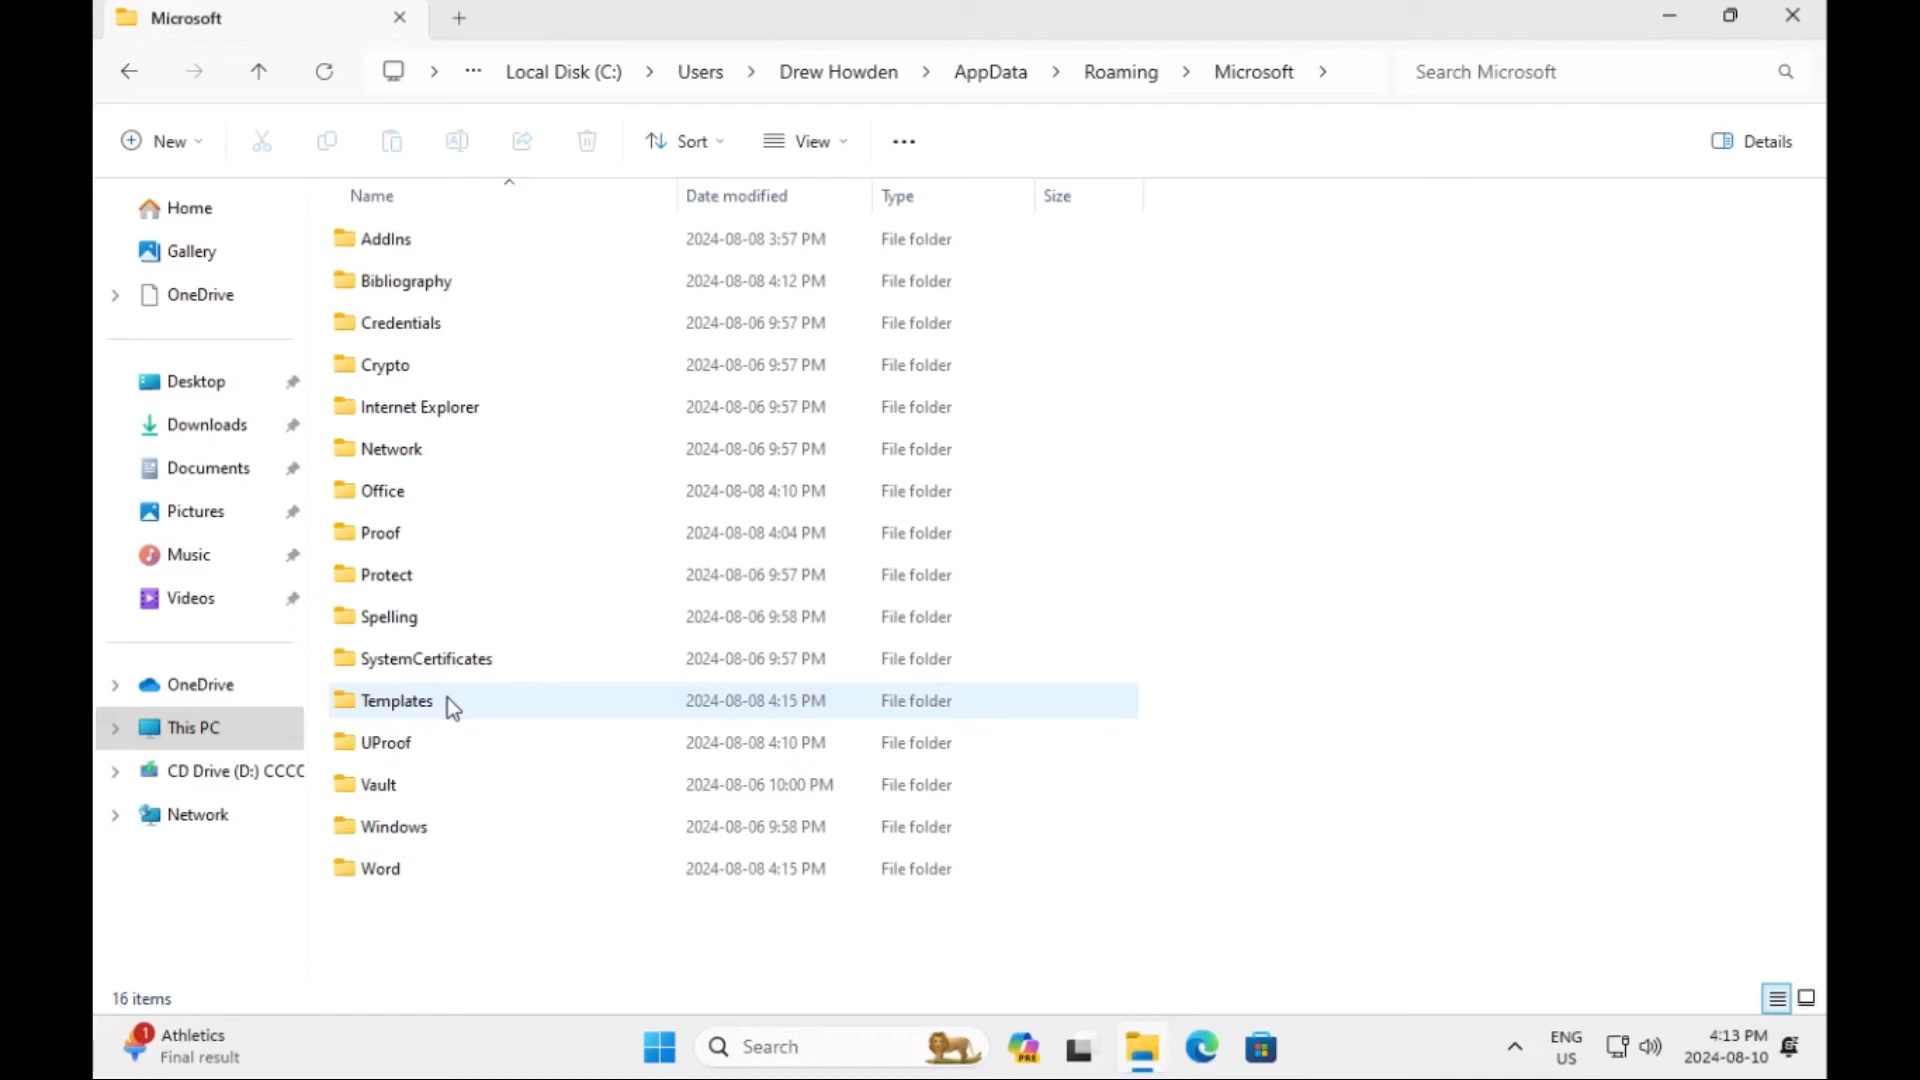 Microsoft
Local Disk (C:) Users Drew Howden AppData Roaming Microsoft
Search Microsoft
New
Sort
View
Details
Name Date modified Type Size
Home
Gallery
OneDrive
Desktop
Downloads
Documents
Pictures
Music
Videos
OneDrive
This PC
CD Drive (D:) CCCC
Network
AddIns 2024-08-08 3:57 PM File folder
Bibliography 2024-08-08 4:12 PM File folder
Credentials 2024-08-06 9:57 PM File folder
Crypto 2024-08-06 9:57 PM File folder
Internet Explorer 2024-08-06 9:57 PM File folder
Network 2024-08-06 9:57 PM File folder
Office 2024-08-08 4:10 PM File folder
Proof 2024-08-08 4:04 PM File folder
Protect 2024-08-06 9:57 PM File folder
Spelling 2024-08-06 9:58 PM File folder
SystemCertificates 2024-08-06 9:57 PM File folder
Templates 2024-08-08 4:15 PM File folder
UProof 2024-08-08 4:10 PM File folder
Vault 2024-08-06 10:00 PM File folder
Windows 2024-08-06 9:58 PM File folder
Word 2024-08-08 4:15 PM File folder
16 items
1
Athletics
Final result
Search
PRE
ENG
US
4:13 PM
2024-08-10